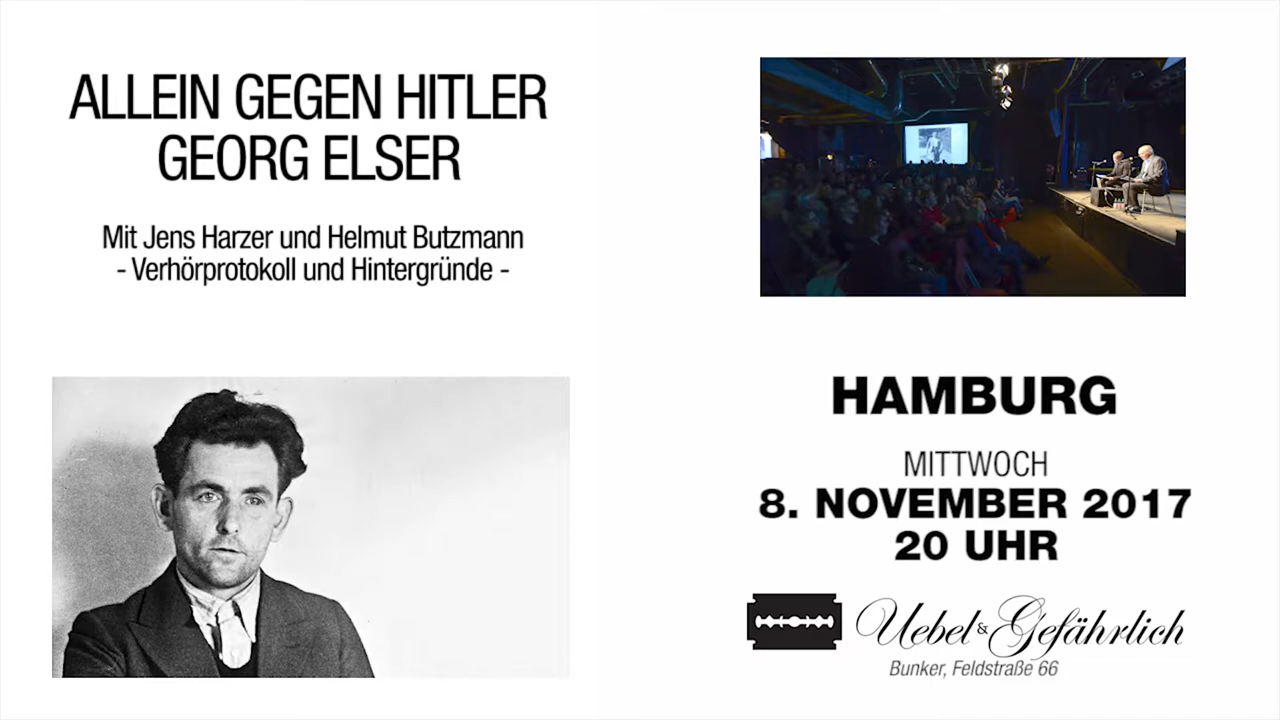 ALLEIN GEGEN HITLER
GEORG ELSER
Mit Jens Harzer und Helmut Butzmann
- Verhörprotokoll und Hintergründe -
HAMBURG
MITTWOCH
8. NOVEMBER 2017
20 UHR
Uebel & Gefährlich
Bunker, Feldstraße 66